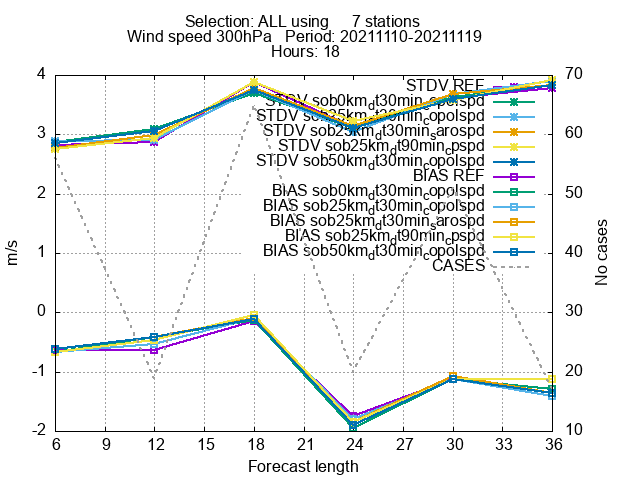 Selection: ALL using 7 stations
Wind speed 300hPa Period: 20211110-20211119
Hours: 18
4
3
2
1
0
-1
-2
m/s
70
60
50
40
30
20
10
No cases
STDV REF
STDV sob0km_dt30min_copolspd
STDV sob25km_dt30min_copolspd
STDV sob25km_dt30min_sarospd
STDV sob25km_dt90min_cpspd
STDV sob50km_dt30min_copolspd
BIAS REF
BIAS sob0km_dt30min_copolspd
BIAS sob25km_dt30min_copolspd
BIAS sob25km_dt30min_sarospd
BIAS sob25km_dt90min_cpspd
BIAS sob50km_dt30min_copolspd
CASES
6 9 12 15 18 21 24 27 30 33 36
Forecast length